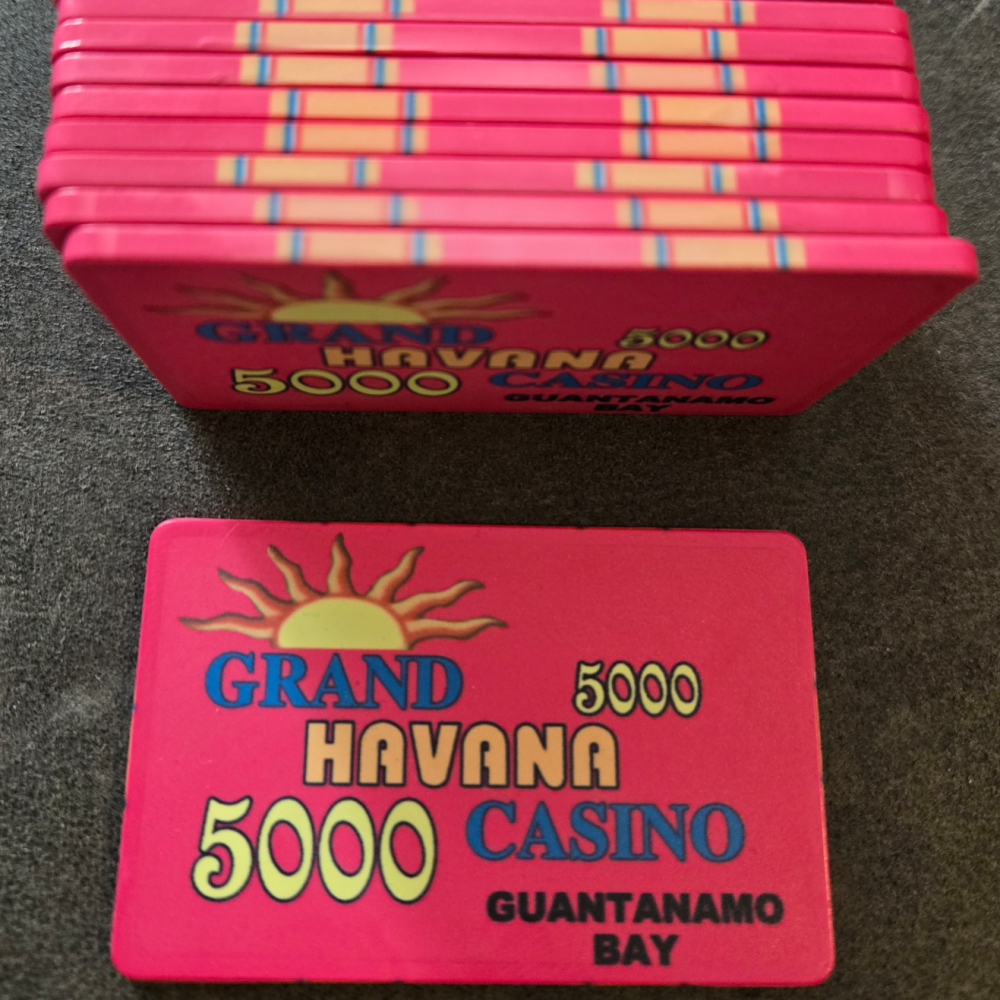 GRAND
5000
HAVANA
5000 CASINO
GUANTANAMO
BAY
GRAND
5000
HAVANA
5000 CASINO
GUANTANAMO
BAY